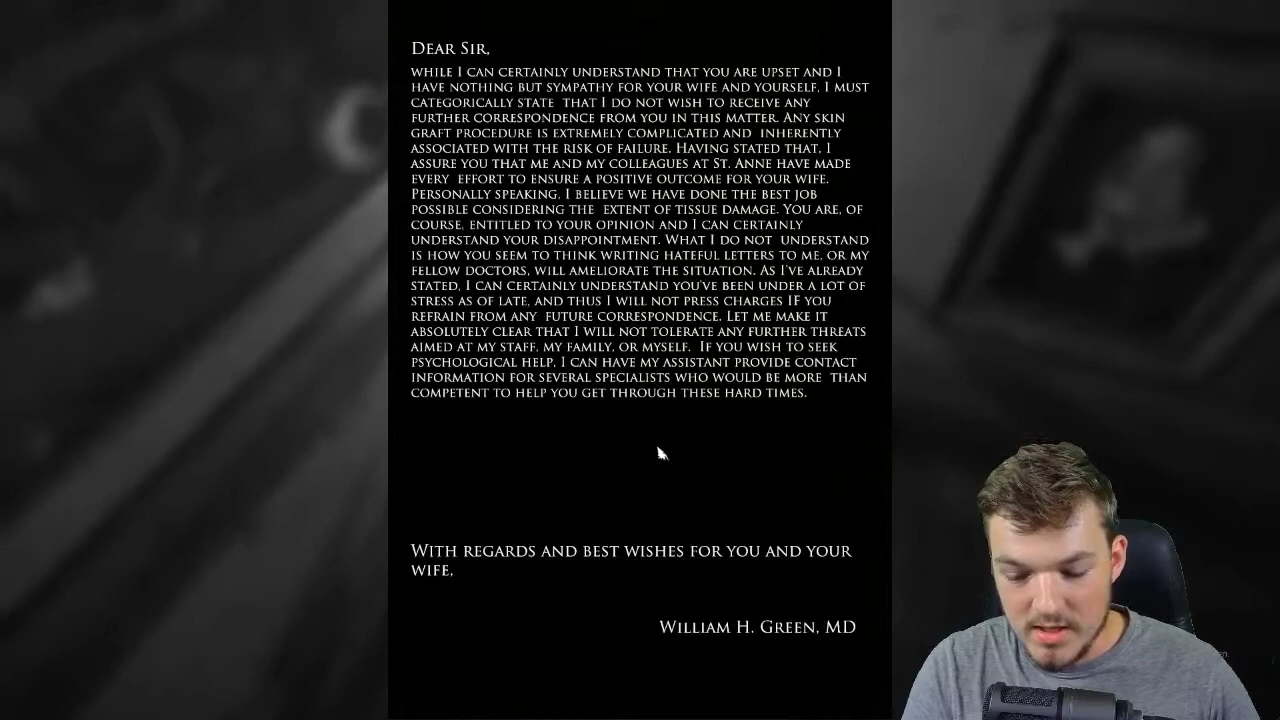 Dear Sir,
while I can certainly understand that you are upset and I
have nothing but sympathy for your wife and yourself, I must
categorically state that I do not wish to receive any
further correspondence from you in this matter. Any skin
graft procedure is extremely complicated and inherently
associated with the risk of failure. Having stated that, I
assure you that me and my colleagues at St. Anne have made
every effort to ensure a positive outcome for your wife.
Personally speaking, I believe we have done the best job
possible considering the extent of tissue damage. You are, of
course, entitled to your opinion and I can certainly
understand your disappointment. What I do not understand
is how you seem to think writing hateful letters to me, or my
fellow doctors, will ameliorate the situation. As I've already
stated, I can certainly understand you've been under a lot of
stress as of late, and thus I will not press charges IF you
refrain from any future correspondence. Let me make it
absolutely clear that I will not tolerate any further threats
aimed at my staff, my family, or myself. If you wish to seek
psychological help, I can have my assistant provide contact
information for several specialists who would be more than
competent to help you get through these hard times.
With regards and best wishes for you and your
wife,
William H. Green, MD